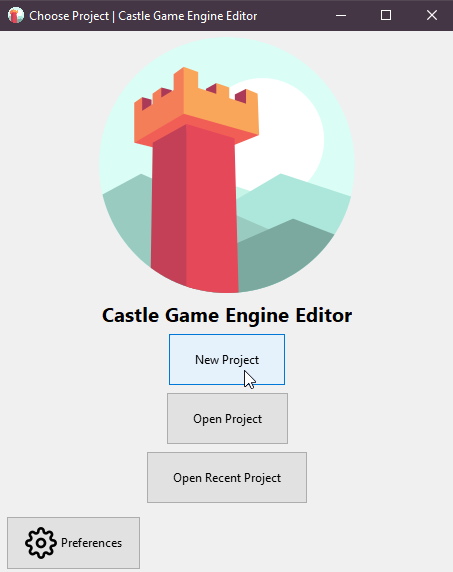 Choose Project | Castle Game Engine Editor
Castle Game Engine Editor
New Project
Open Project
Open Recent Project
Preferences